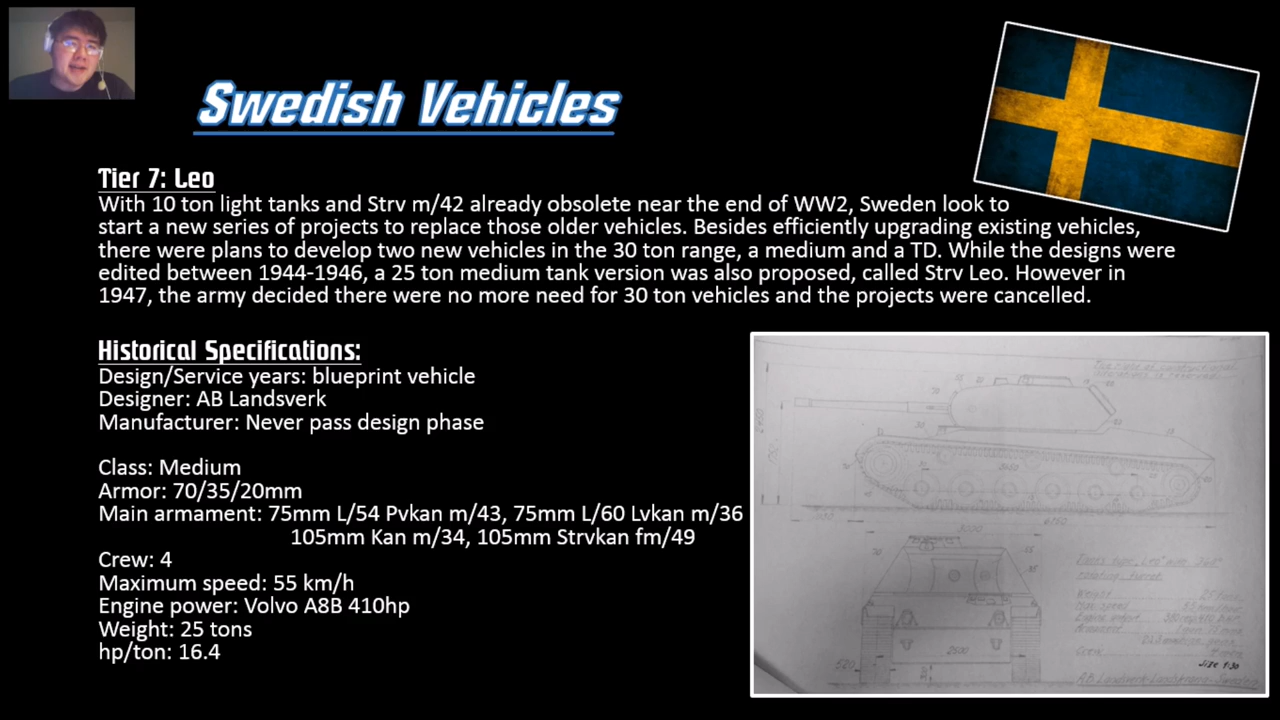 Swedish Vehicles
Tier 7: Leo
With 10 ton light tanks and Strv m/42 already obsolete near the end of WW2, Sweden look to
start a new series of projects to replace those older vehicles. Besides efficiently upgrading existing vehicles,
there were plans to develop two new vehicles in the 30 ton range, a medium and a TD. While the designs were
edited between 1944-1946, a 25 ton medium tank version was also proposed, called Strv Leo. However in
1947, the army decided there were no more need for 30 ton vehicles and the projects were cancelled.
Historical Specifications:
Design/Service years: blueprint vehicle
Designer: AB Landsverk
Manufacturer: Never pass design phase
Class: Medium
Armor: 70/35/20mm
Main armament: 75mm L/54 Pvkan m/43, 75mm L/60 Lvkan m/36
105mm Kan m/34, 105mm Strvkan fm/49
Crew: 4
Maximum speed: 55 km/h
Engine power: Volvo A8B 410hp
Weight: 25 tons
hp/ton: 16.4
2500
520
Weight
Crew
Size 1:30